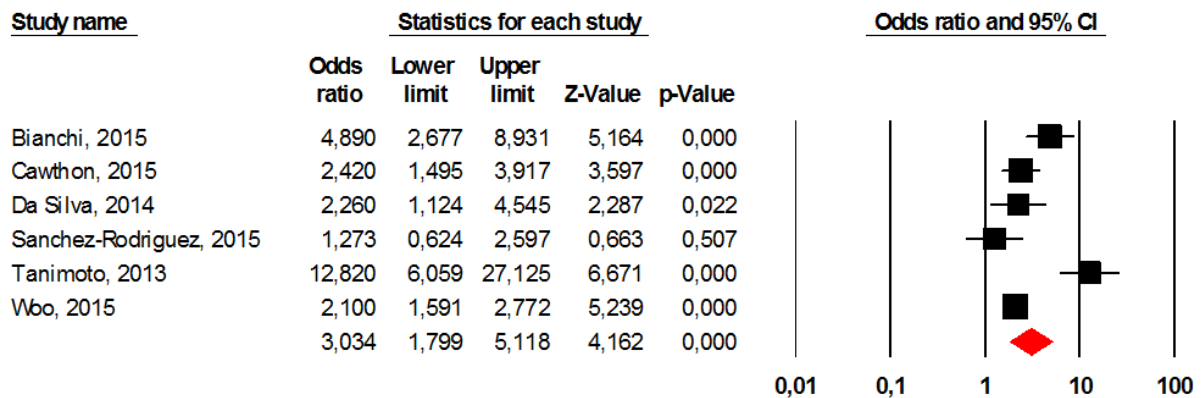 Study name Statistics for each study Odds ratio and 95% CI
Odds Lower Upper
ratio limit limit Z-Value p-Value
Bianchi, 2015 4,890 2,677 8,931 5,164 0,000
Cawthon, 2015 2,420 1,495 3,917 3,597 0,000
Da Silva, 2014 2,260 1,124 4,545 2,287 0,022
Sanchez-Rodriguez, 2015 1,273 0,624 2,597 0,663 0,507
Tanimoto, 2013 12,820 6,059 27,125 6,671 0,000
Woo, 2015 2,100 1,591 2,772 5,239 0,000
3,034 1,799 5,118 4,162 0,000
0,01 0,1 1 10 100